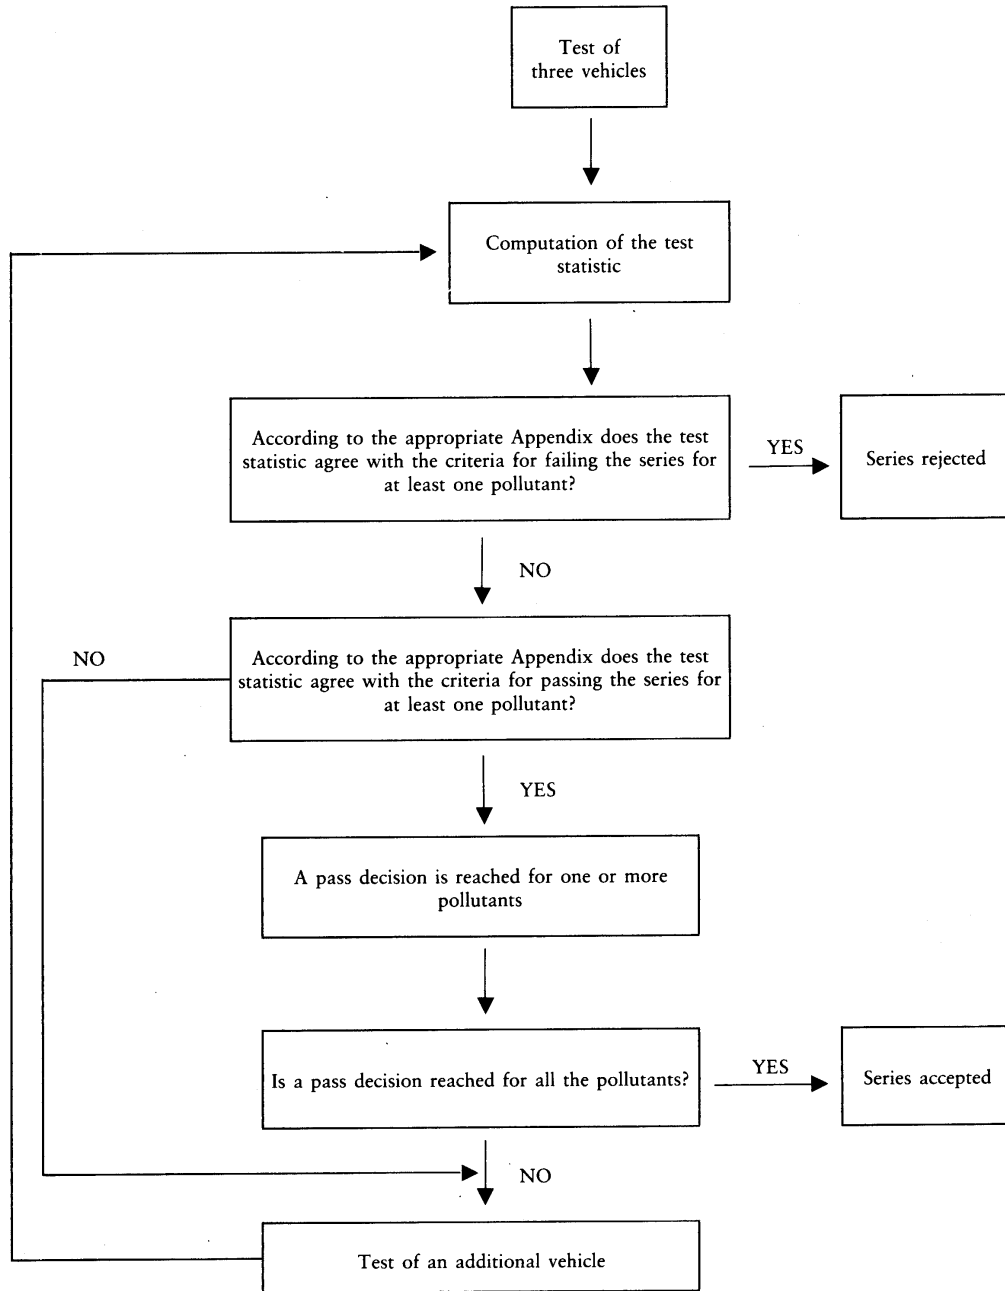 Test of
three vehicles
Computation of the test
statistic
According to the appropriate Appendix does the test
statistic agree with the criteria for failing the series for
at least one pollutant?
YES
Series rejected
NO
NO
According to the appropriate Appendix does the test
statistic agree with the criteria for passing the series for
at least one pollutant?
YES
A pass decision is reached for one or more
pollutants
Is a pass decision reached for all the pollutants?
YES
Series accepted
NO
Test of an additional vehicle